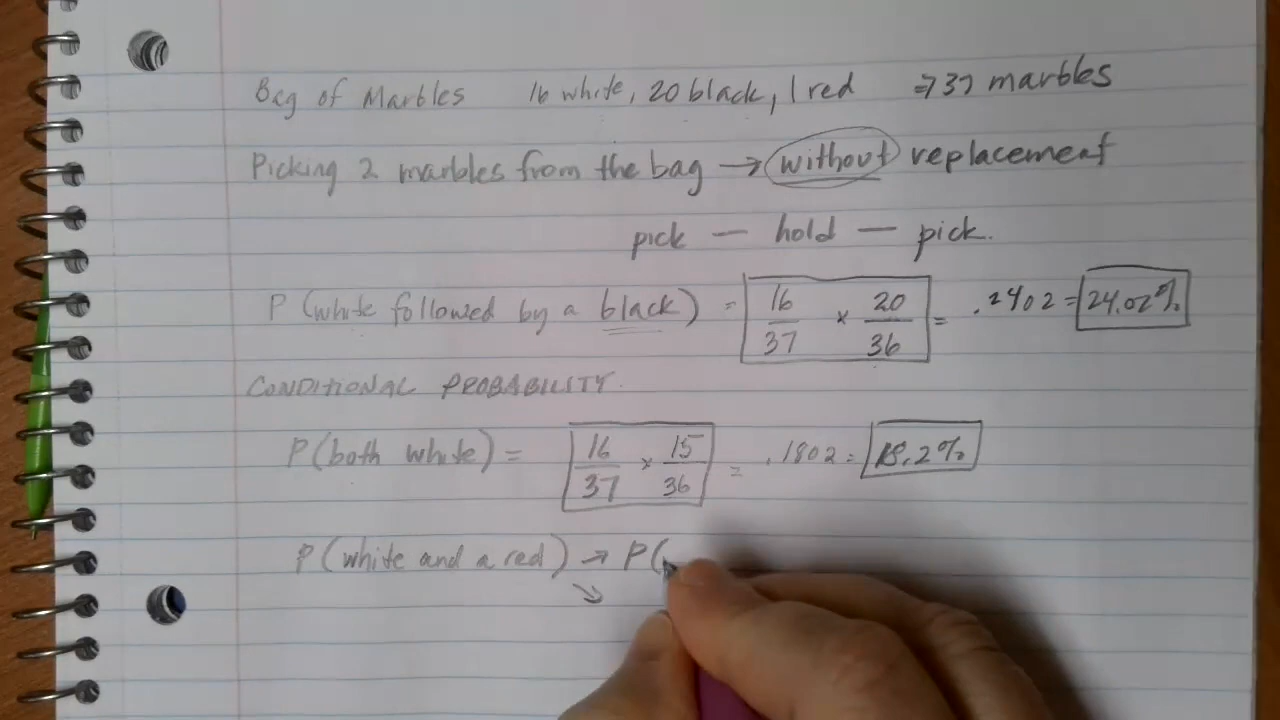 Bag of Marbles 16 white, 20 black, 1 red ⇒ 37 marbles
Picking 2 marbles from the bag → without replacement
pick — hold — pick.
P (white followed by a black) = 16/37 × 20/36 = .2402 = 24.02%
CONDITIONAL PROBABILITY.
P(both white) = 16/37 × 15/36 = .1802 = 18.2%
P(white and a red) → P(
↘